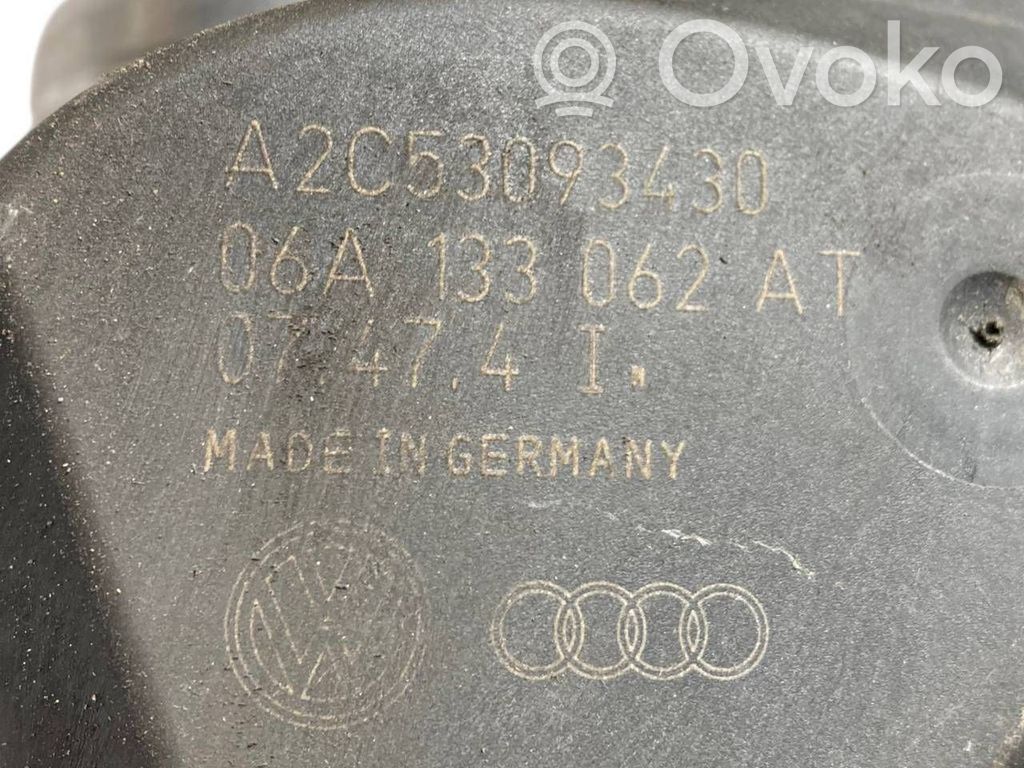 Ovoko
A2C53093430
06A 133 062 AT
07.47.4 I.
MADE IN GERMANY